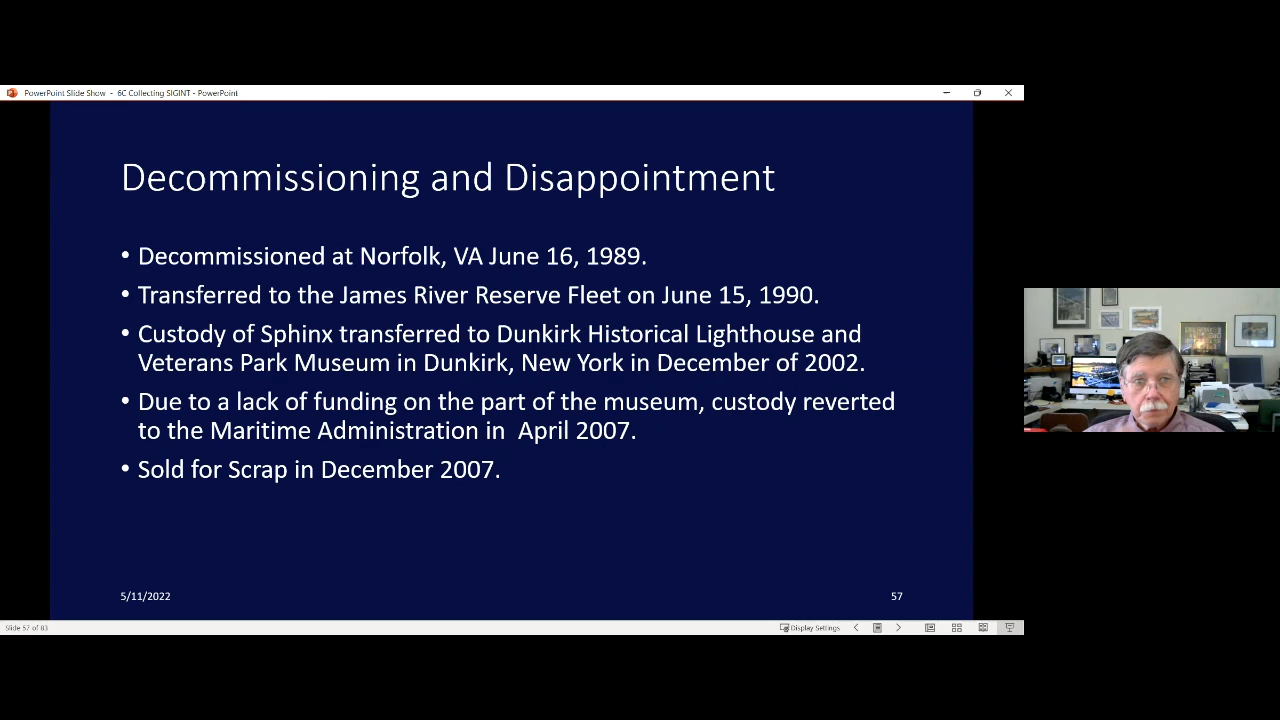 PowerPoint Slide Show - 6C Collecting SIGINT - PowerPoint
Decommissioning and Disappointment
• Decommissioned at Norfolk, VA June 16, 1989.
• Transferred to the James River Reserve Fleet on June 15, 1990.
• Custody of Sphinx transferred to Dunkirk Historical Lighthouse and
Veterans Park Museum in Dunkirk, New York in December of 2002.
• Due to a lack of funding on the part of the museum, custody reverted
to the Maritime Administration in  April 2007.
• Sold for Scrap in December 2007.
5/11/2022
57
Slide 57 of 83
Display Settings